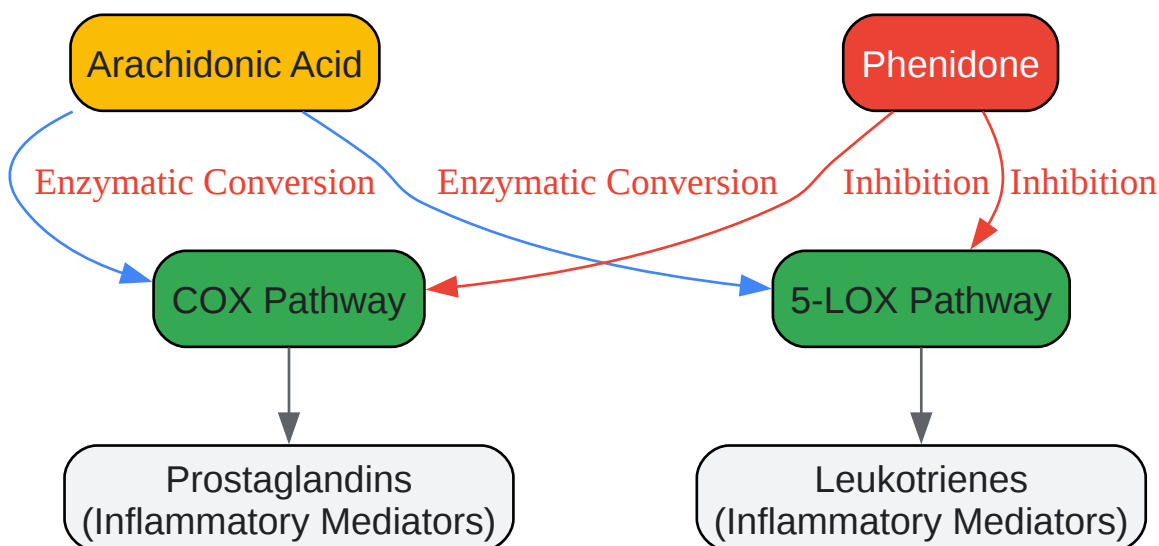 Arachidonic Acid
Phenidone
Enzymatic Conversion
Enzymatic Conversion
Inhibition
Inhibition
COX Pathway
5-LOX Pathway
Prostaglandins
(Inflammatory Mediators)
Leukotrienes
(Inflammatory Mediators)